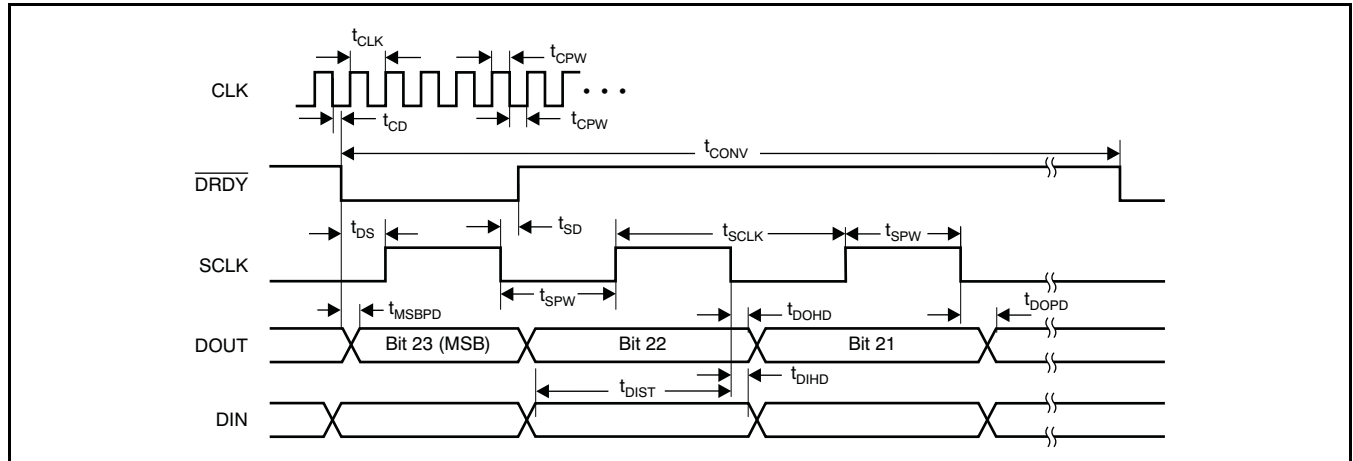 tCLK
tCPW
CLK
• • •
tCD
tCPW
tCONV
DRDY
tDS
tSD
tSCLK
tSPW
SCLK
tSPW
tMSBPD
tDOHD
tDOPD
DOUT
Bit 23 (MSB)
Bit 22
Bit 21
tDIST
tDIHD
DIN